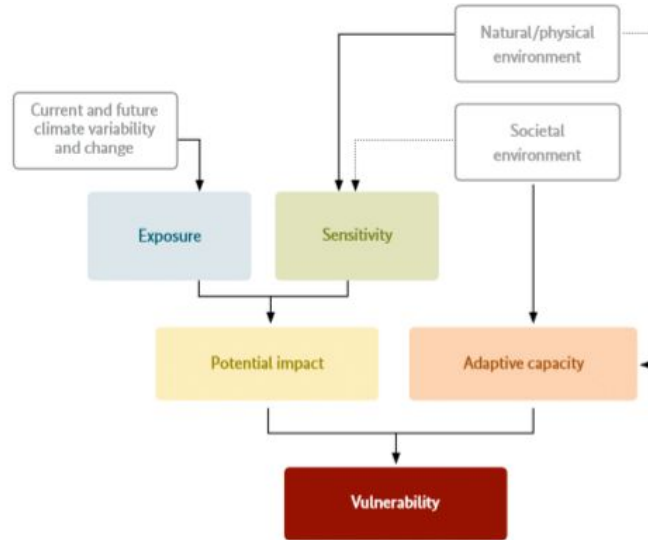 Natural/physical
environment
Current and future
climate variability
and change
Societal
environment
Exposure
Sensitivity
Potential impact
Adaptive capacity
Vulnerability